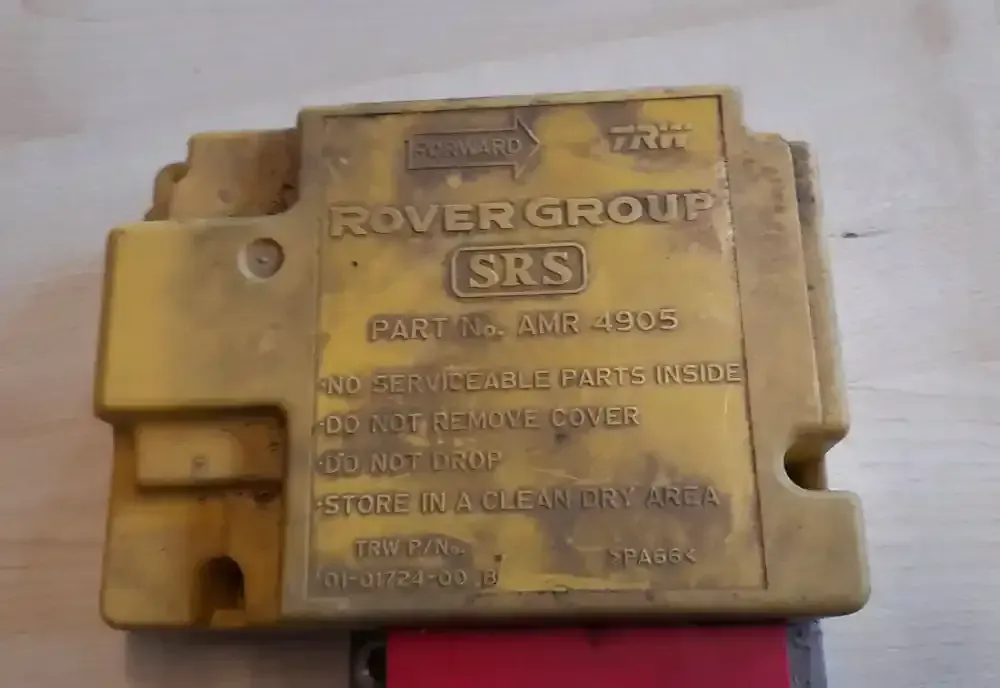 FORWARD TRW
ROVER GROUP
SRS
PART No. AMR 4905
·NO SERVICEABLE PARTS INSIDE
·DO NOT REMOVE COVER
·DO NOT DROP
·STORE IN A CLEAN DRY AREA
TRW P/No. >PA66<
01-01724-00 B